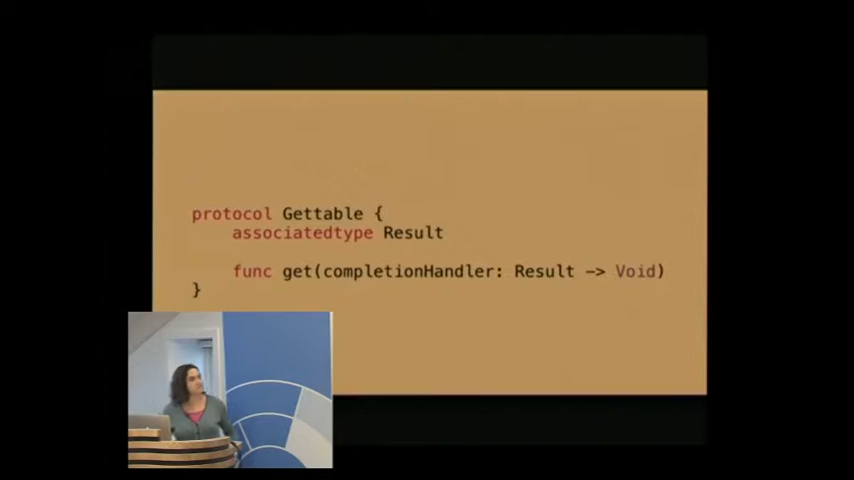 protocol Gettable {
associatedtype Result
func get(completionHandler: Result -> Void)
}